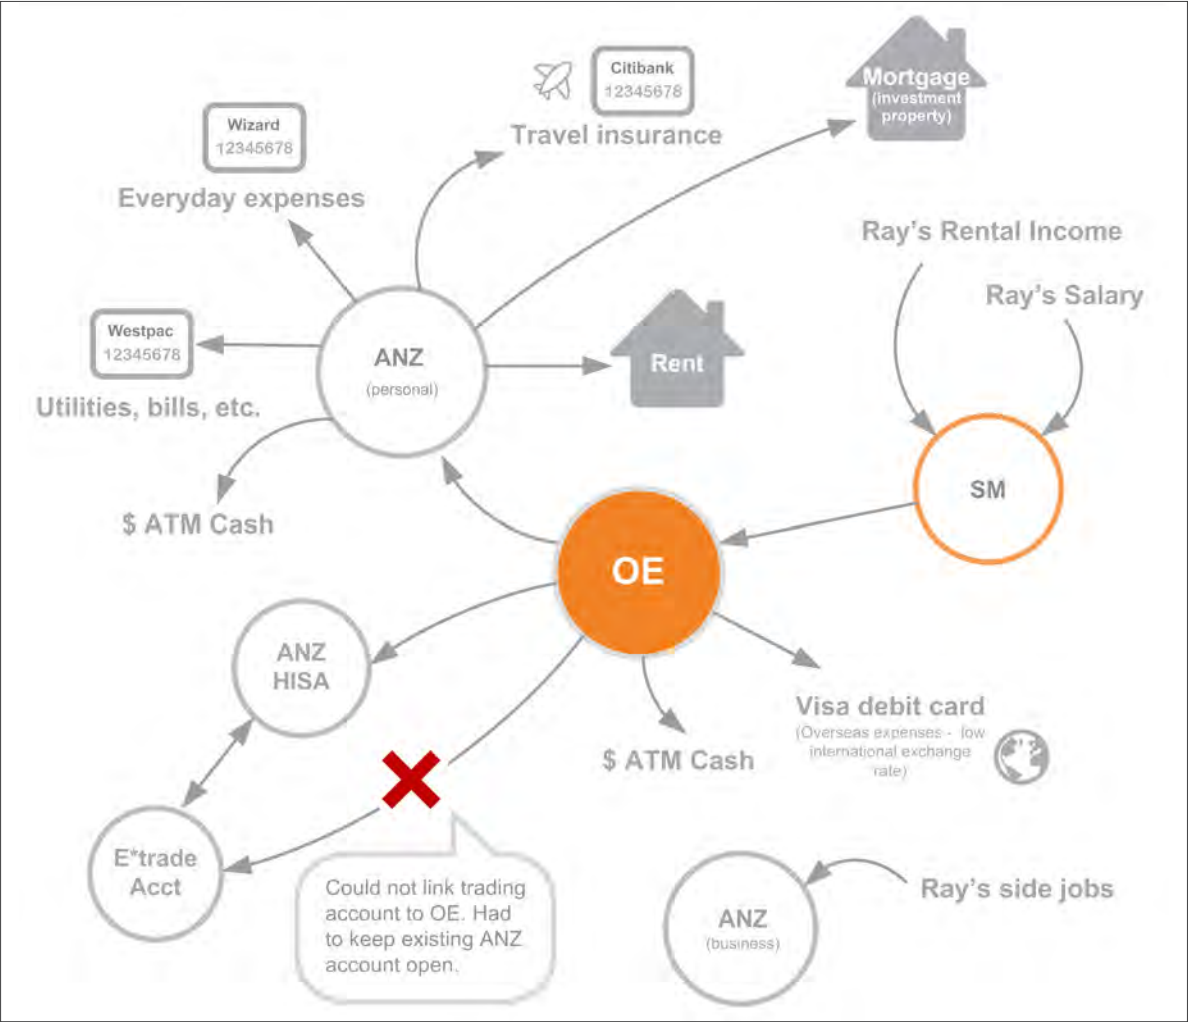 Citibank
12345678
Travel insurance
Mortgage
(investment
property)
Wizard
12345678
Everyday expenses
Ray's Rental Income
Ray's Salary
Westpac
12345678
Utilities, bills, etc.
ANZ
(personal)
Rent
$ ATM Cash
SM
OE
ANZ
HISA
Visa debit card
(Overseas expenses - low
international exchange
rate)
$ ATM Cash
E*trade
Acct
Could not link trading
account to OE. Had
to keep existing ANZ
account open.
ANZ
(business)
Ray's side jobs